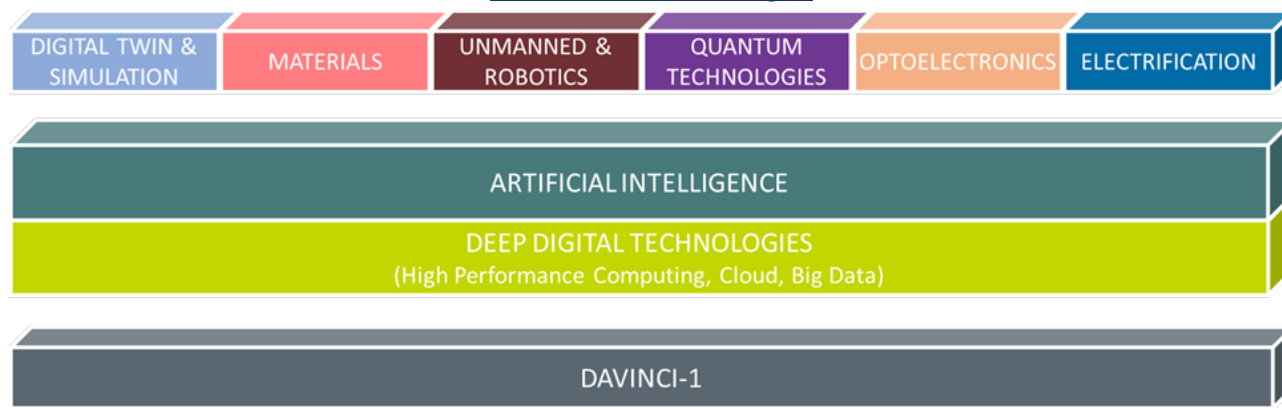 DIGITAL TWIN &
SIMULATION
MATERIALS
UNMANNED &
ROBOTICS
QUANTUM
TECHNOLOGIES
OPTOELECTRONICS
ELECTRIFICATION
ARTIFICIAL INTELLIGENCE
DEEP DIGITAL TECHNOLOGIES
(High Performance Computing, Cloud, Big Data)
DAVINCI-1